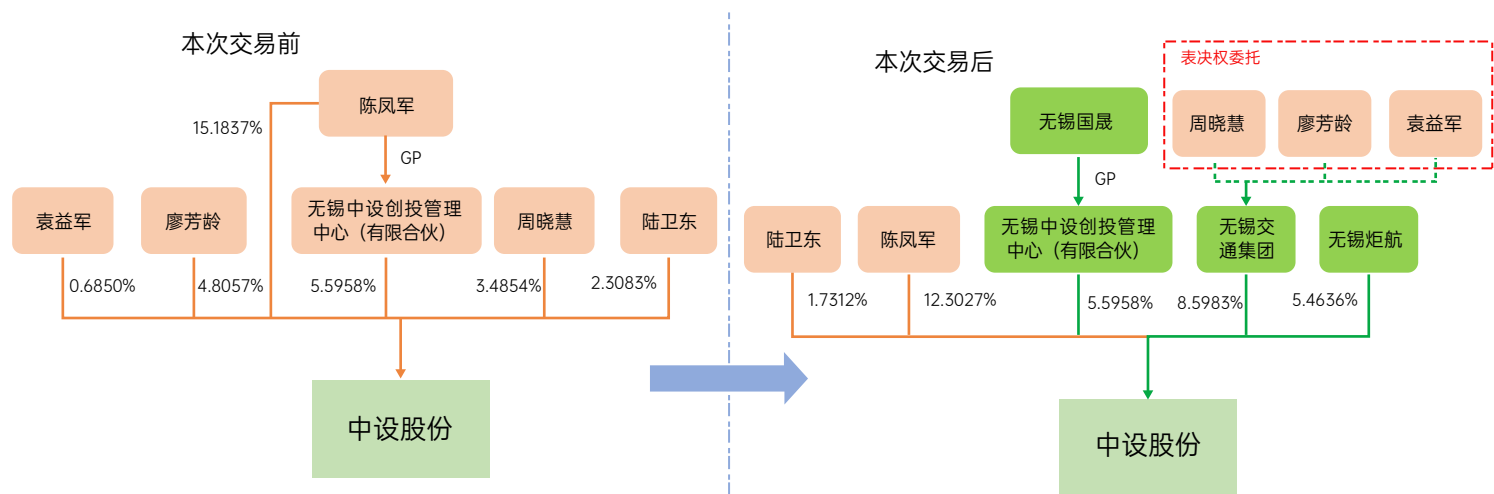 本次交易前
陈凤军
15.1837%
GP
袁益军
廖芳龄
无锡中设创投管理
中心（有限合伙）
周晓慧
陆卫东
0.6850%
4.8057%
5.5958%
3.4854%
2.3083%
中设股份
本次交易后
表决权委托
无锡国晟
周晓慧
廖芳龄
袁益军
GP
陆卫东
陈凤军
无锡中设创投管理
中心（有限合伙）
无锡交
通集团
无锡炬航
1.7312%
12.3027%
5.5958%
8.5983%
5.4636%
中设股份